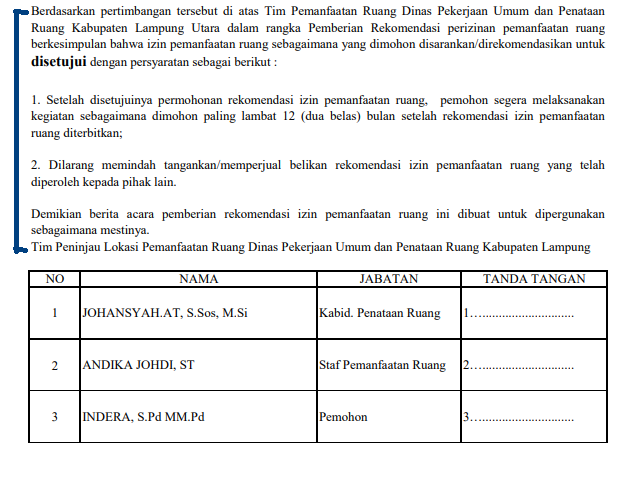 Berdasarkan pertimbangan tersebut di atas Tim Pemanfaatan Ruang Dinas Pekerjaan Umum dan Penataan
Ruang Kabupaten Lampung Utara dalam rangka Pemberian Rekomendasi perizinan pemanfaatan ruang
berkesimpulan bahwa izin pemanfaatan ruang sebagaimana yang dimohon disarankan/direkomendasikan untuk
disetujui dengan persyaratan sebagai berikut :
1. Setelah disetujuinya permohonan rekomendasi izin pemanfaatan ruang, pemohon segera melaksanakan
kegiatan sebagaimana dimohon paling lambat 12 (dua belas) bulan setelah rekomendasi izin pemanfaatan
ruang diterbitkan;
2. Dilarang memindah tangankan/memperjual belikan rekomendasi izin pemanfaatan ruang yang telah
diperoleh kepada pihak lain.
Demikian berita acara pemberian rekomendasi izin pemanfaatan ruang ini dibuat untuk dipergunakan
sebagaimana mestinya.
Tim Peninjau Lokasi Pemanfaatan Ruang Dinas Pekerjaan Umum dan Penataan Ruang Kabupaten Lampung
NO NAMA JABATAN TANDA TANGAN
1 JOHANSYAH.AT, S.Sos, M.Si Kabid. Penataan Ruang 1..............................
2 ANDIKA JOHDI, ST Staf Pemanfaatan Ruang 2..............................
3 INDERA, S.Pd MM.Pd Pemohon 3..............................